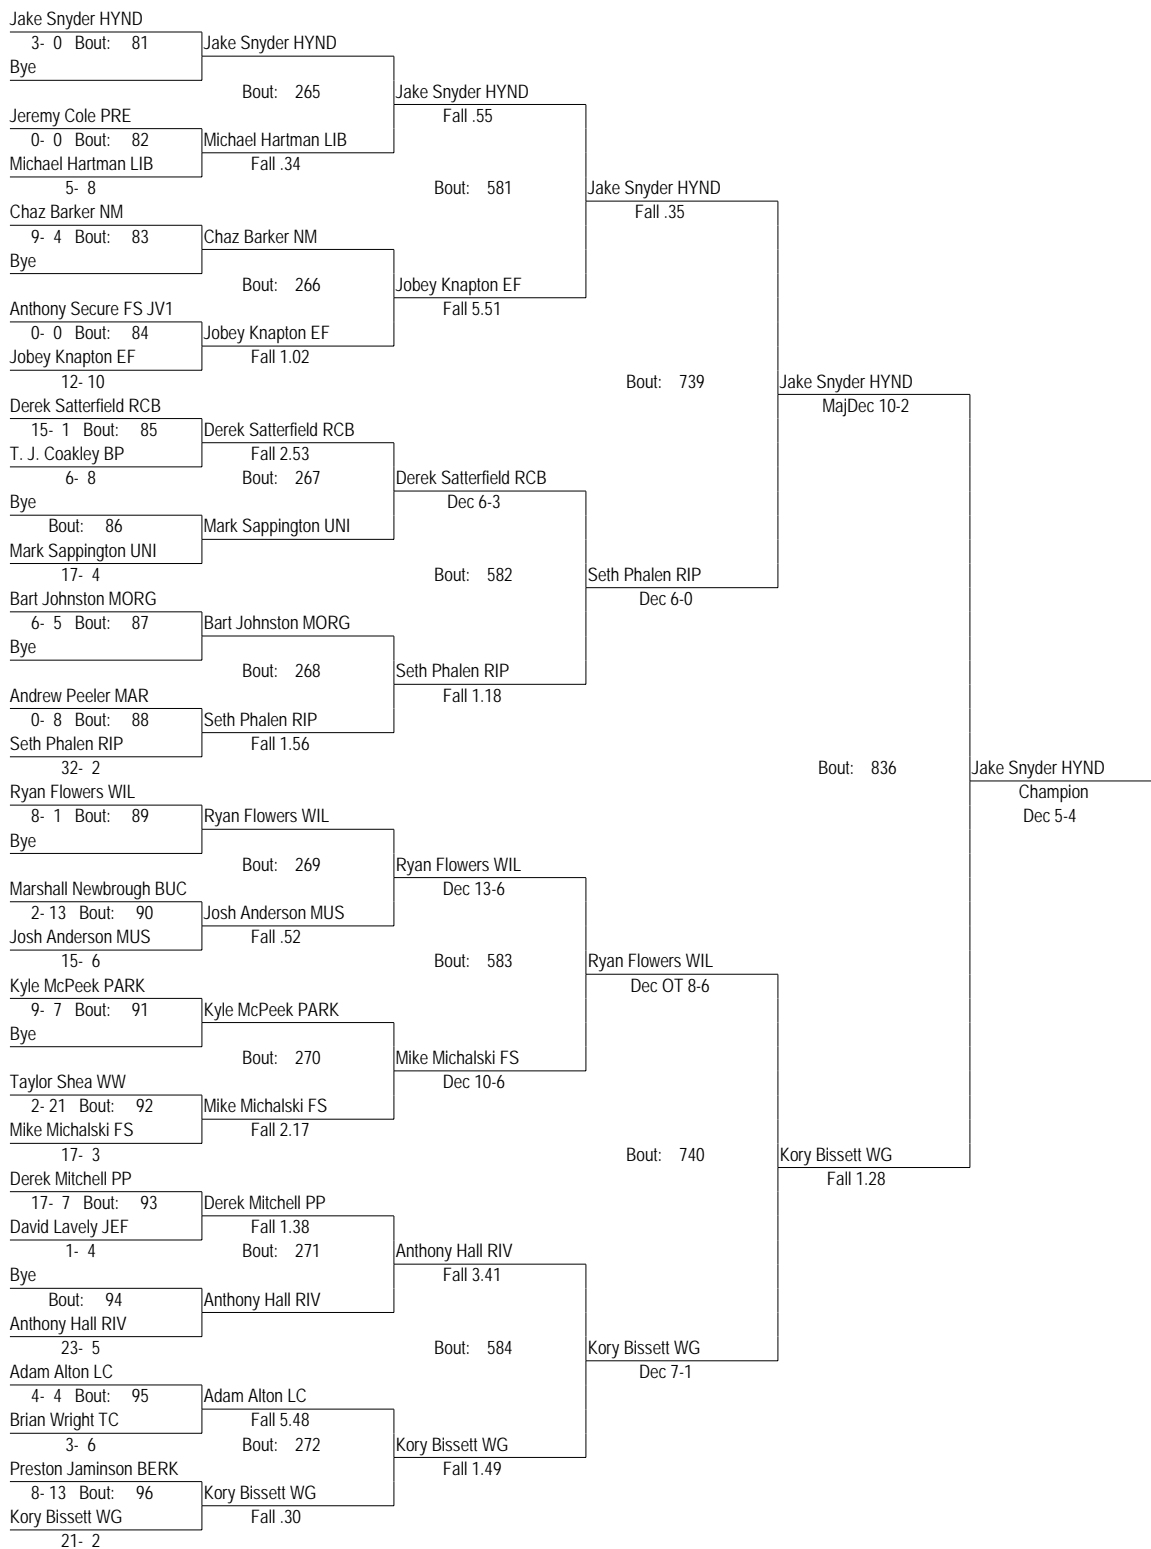 Jake Snyder HYND
3- 0 Bout: 81 Jake Snyder HYND
Bye
Bout: 265 Jake Snyder HYND
Jeremy Cole PRE Fall .55
0- 0 Bout: 82 Michael Hartman LIB
Michael Hartman LIB Fall .34
5- 8 Bout: 581 Jake Snyder HYND
Chaz Barker NM Fall .35
9- 4 Bout: 83 Chaz Barker NM
Bye
Bout: 266 Jobey Knapton EF
Anthony Secure FS JV1 Fall 5.51
0- 0 Bout: 84 Jobey Knapton EF
Jobey Knapton EF Fall 1.02
12- 10 Bout: 739 Jake Snyder HYND
Derek Satterfield RCB MajDec 10-2
15- 1 Bout: 85 Derek Satterfield RCB
T. J. Coakley BP Fall 2.53
6- 8 Bout: 267 Derek Satterfield RCB
Bye Dec 6-3
Bout: 86 Mark Sappington UNI
Mark Sappington UNI
17- 4 Bout: 582 Seth Phalen RIP
Bart Johnston MORG Dec 6-0
6- 5 Bout: 87 Bart Johnston MORG
Bye
Bout: 268 Seth Phalen RIP
Andrew Peeler MAR Fall 1.18
0- 8 Bout: 88 Seth Phalen RIP
Seth Phalen RIP Fall 1.56
32- 2 Bout: 836 Jake Snyder HYND
Ryan Flowers WIL Champion
8- 1 Bout: 89 Ryan Flowers WIL Dec 5-4
Bye
Bout: 269 Ryan Flowers WIL
Marshall Newbrough BUC Dec 13-6
2- 13 Bout: 90 Josh Anderson MUS
Josh Anderson MUS Fall .52
15- 6 Bout: 583 Ryan Flowers WIL
Kyle McPeek PARK Dec OT 8-6
9- 7 Bout: 91 Kyle McPeek PARK
Bye
Bout: 270 Mike Michalski FS
Taylor Shea WW Dec 10-6
2- 21 Bout: 92 Mike Michalski FS
Mike Michalski FS Fall 2.17
17- 3 Bout: 740 Kory Bissett WG
Derek Mitchell PP Fall 1.28
17- 7 Bout: 93 Derek Mitchell PP
David Lavely JEF Fall 1.38
1- 4 Bout: 271 Anthony Hall RIV
Bye Fall 3.41
Bout: 94 Anthony Hall RIV
Anthony Hall RIV
23- 5 Bout: 584 Kory Bissett WG
Adam Alton LC Dec 7-1
4- 4 Bout: 95 Adam Alton LC
Brian Wright TC Fall 5.48
3- 6 Bout: 272 Kory Bissett WG
Preston Jaminson BERK Fall 1.49
8- 13 Bout: 96 Kory Bissett WG
Kory Bissett WG Fall .30
21- 2